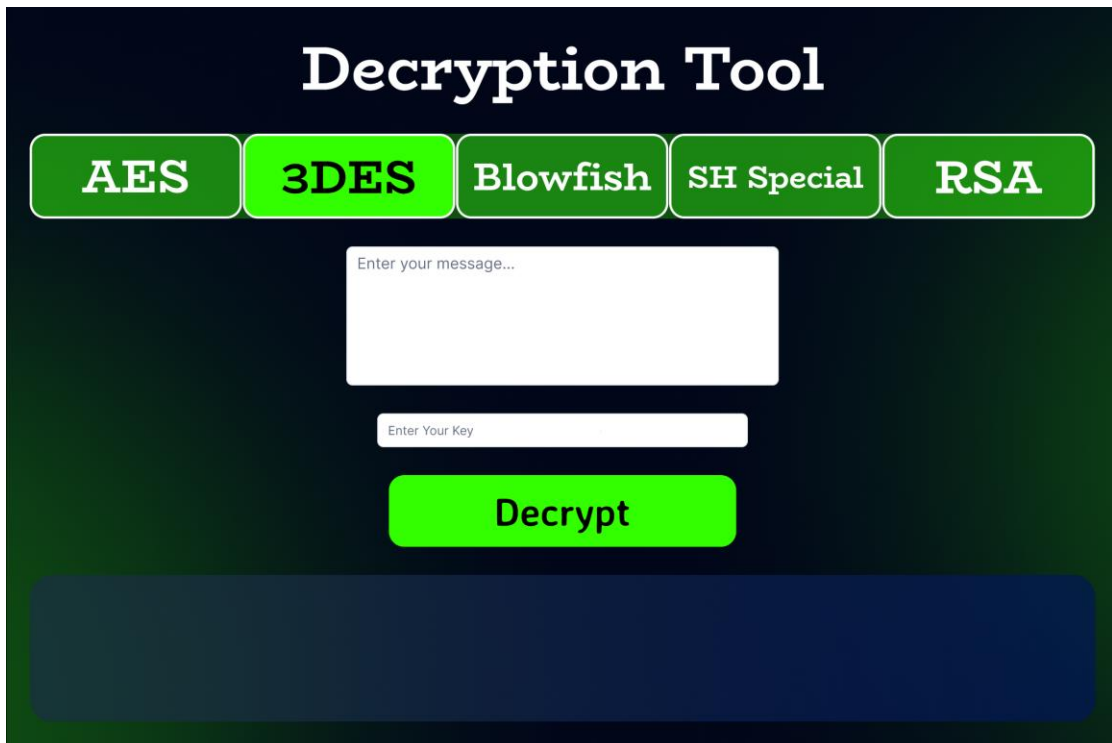 Decryption Tool
AES 3DES Blowfish SH Special RSA
Enter your message...
Enter Your Key
Decrypt